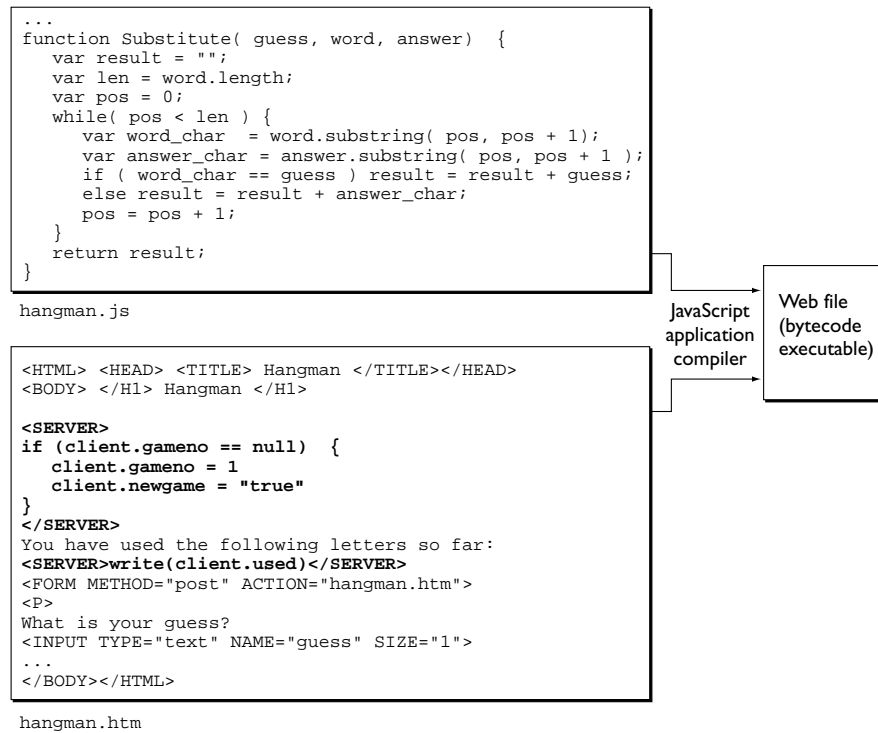 ...
function Substitute( guess, word, answer)  {
   var result = "";
   var len = word.length;
   var pos = 0;
   while( pos < len ) {
      var word_char  = word.substring( pos, pos + 1);
      var answer_char = answer.substring( pos, pos + 1 );
      if ( word_char == guess ) result = result + guess;
      else result = result + answer_char;
      pos = pos + 1;
   }
   return result;
}
hangman.js
JavaScript
application
compiler
Web file
(bytecode
executable)
<HTML> <HEAD> <TITLE> Hangman </TITLE></HEAD>
<BODY> </H1> Hangman </H1>
<SERVER>
if (client.gameno == null)  {
   client.gameno = 1
   client.newgame = "true"
}
</SERVER>
You have used the following letters so far:
<SERVER>write(client.used)</SERVER>
<FORM METHOD="post" ACTION="hangman.htm">
<P>
What is your guess?
<INPUT TYPE="text" NAME="guess" SIZE="1">
...
</BODY></HTML>
hangman.htm